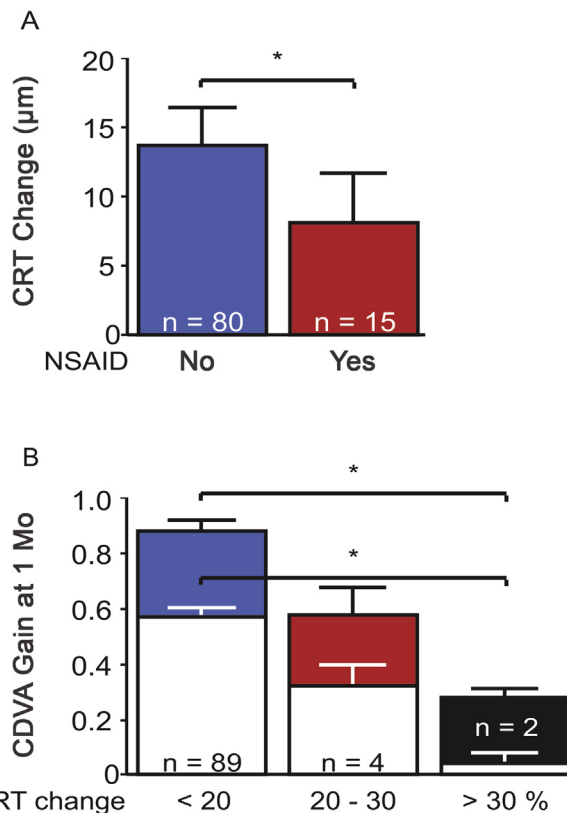 A
*
20
15
10
5
0
CRT Change (µm)
n = 80
n = 15
NSAID No Yes
B
*
*
1.0
0.8
0.6
0.4
0.2
0
CDVA Gain at 1 Mo
n = 89
n = 4
n = 2
RT change < 20 20 - 30 > 30 %